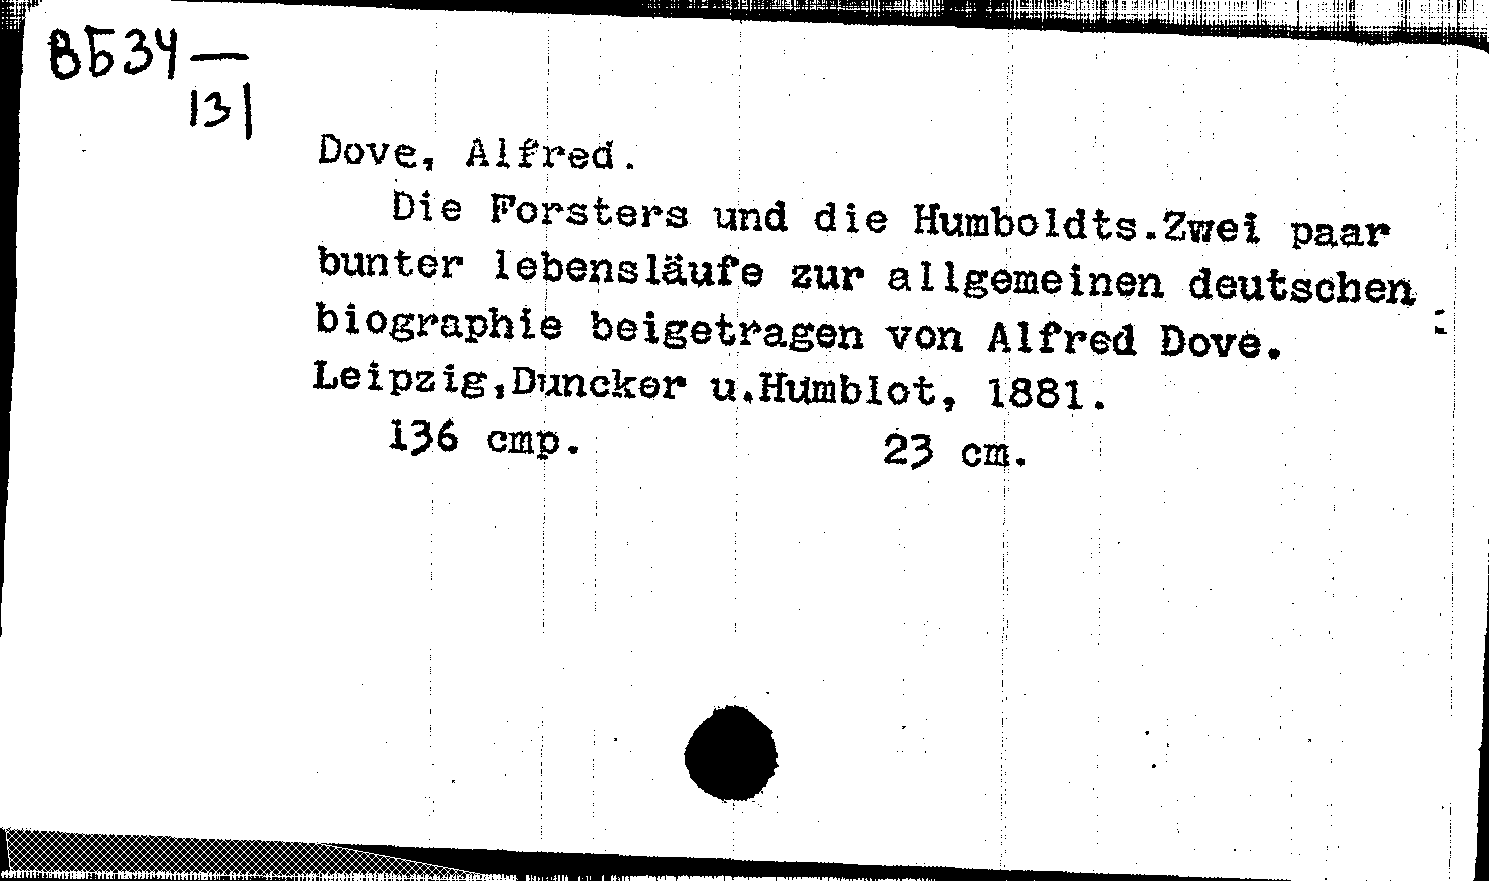 ВБ34—
131
Dove, Alfred.
Die Forsters und die Humboldts.Zwei paar
bunter lebensläufe zur allgemeinen deutschen
biographie beigetragen von Alfred Dove.
Leipzig,Duncker u.Humblot, 1881.
136 стр. 23 cm.